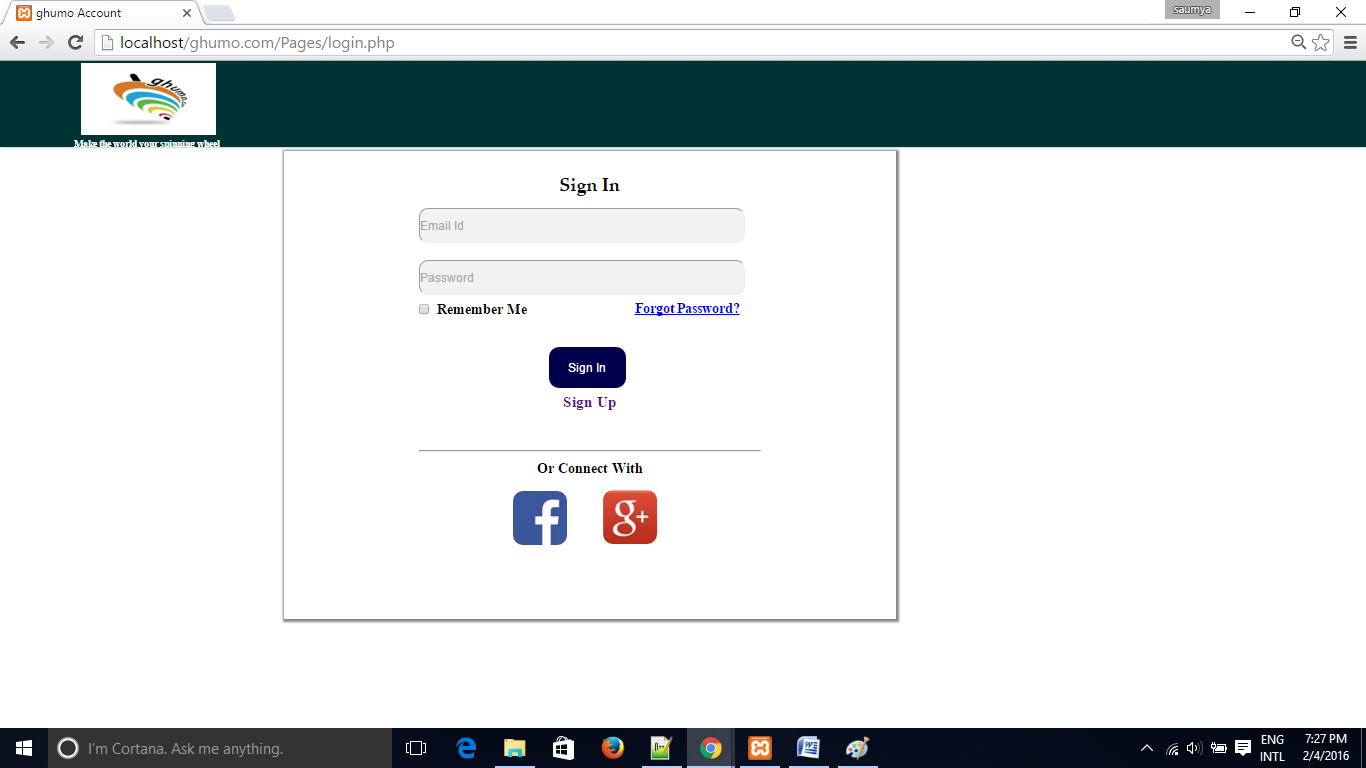 ghumo Account
saumya
localhost/ghumo.com/Pages/login.php
ghumo
Make the world your spinning wheel
Sign In
Email Id
Password
Remember Me Forgot Password?
Sign In
Sign Up
Or Connect With
f g+
I'm Cortana. Ask me anything.
ENG 7:27 PM
INTL 2/4/2016